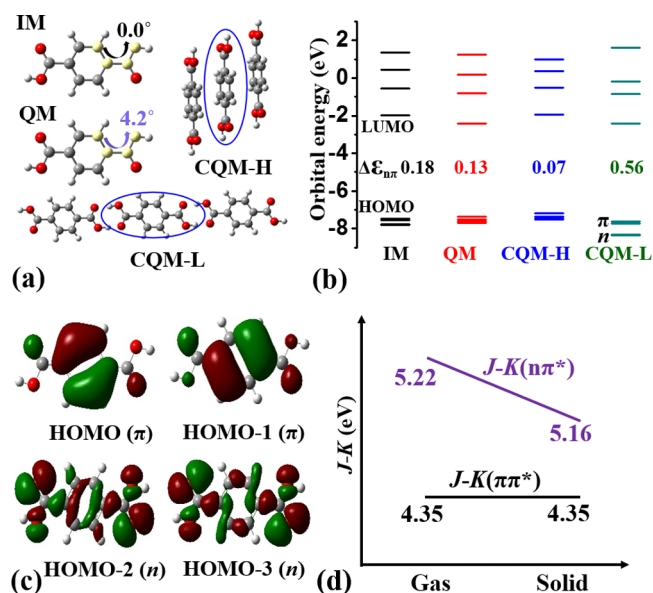 IM
0.0°
QM
4.2°
CQM-H
CQM-L
(a)
Orbital energy (eV)
2
0
-2
-4
-6
-8
LUMO
Δε_nπ 0.18 0.13 0.07 0.56
HOMO
π
n
IM QM CQM-H CQM-L
(b)
HOMO (π) HOMO-1 (π)
HOMO-2 (n) HOMO-3 (n)
(c)
J-K (eV)
5.22
J-K(nπ*)
5.16
J-K(ππ*)
4.35 4.35
Gas Solid
(d)